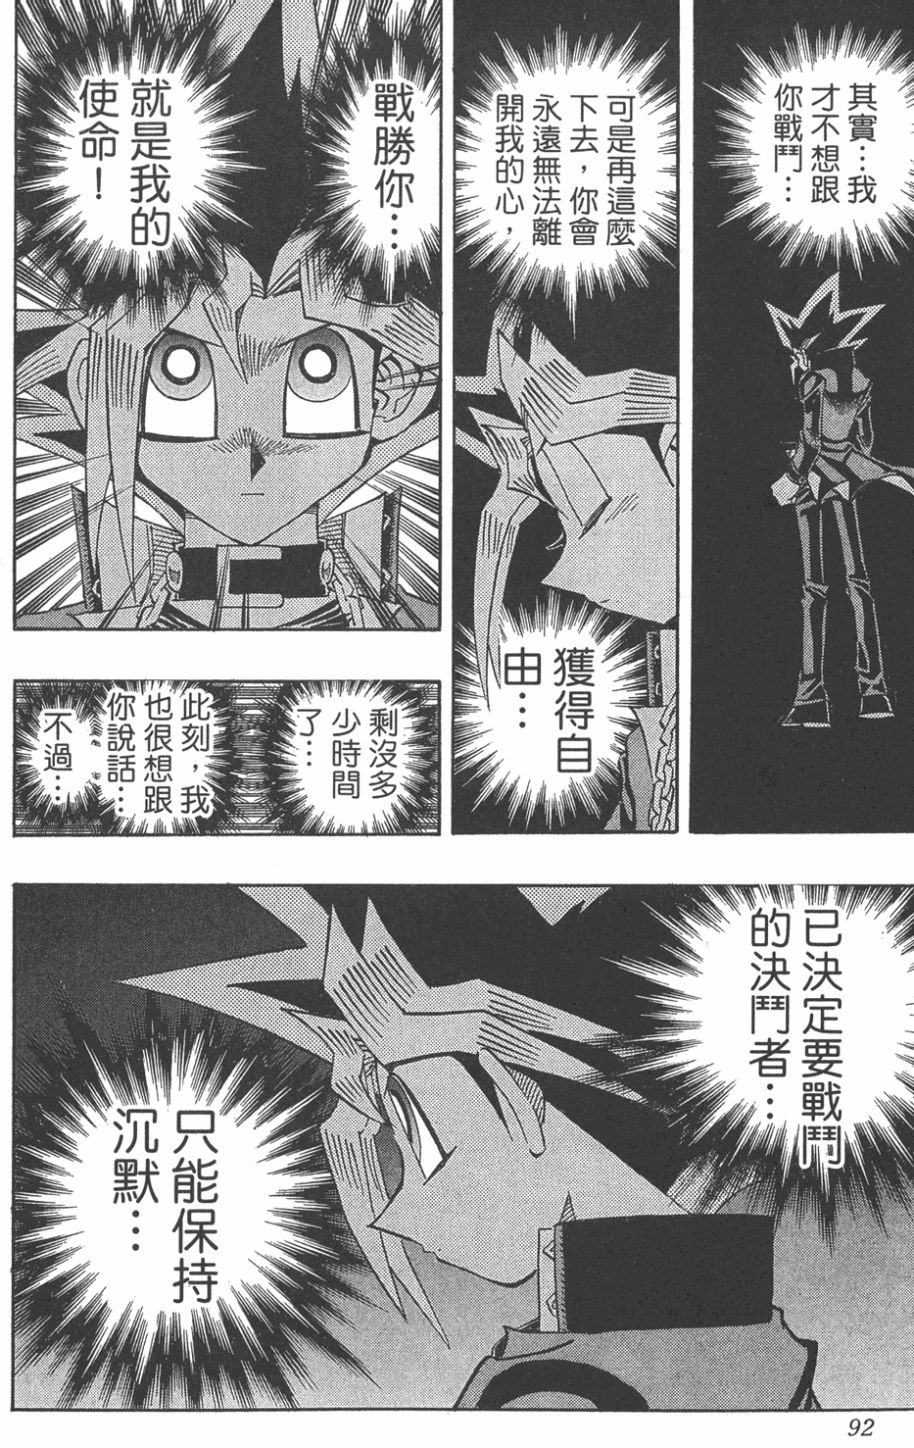 其實…我
才不想跟
你戰鬥…
可是再這麼
下去，你會
永遠無法離
開我的心，
獲得自
由…
戰勝你…
就是我的
使命！
剩沒多
少時間
了…
此刻，我
也很想跟
你說話…
不過…
已決定要戰鬥
的決鬥者…
只能保持
沉默…
92